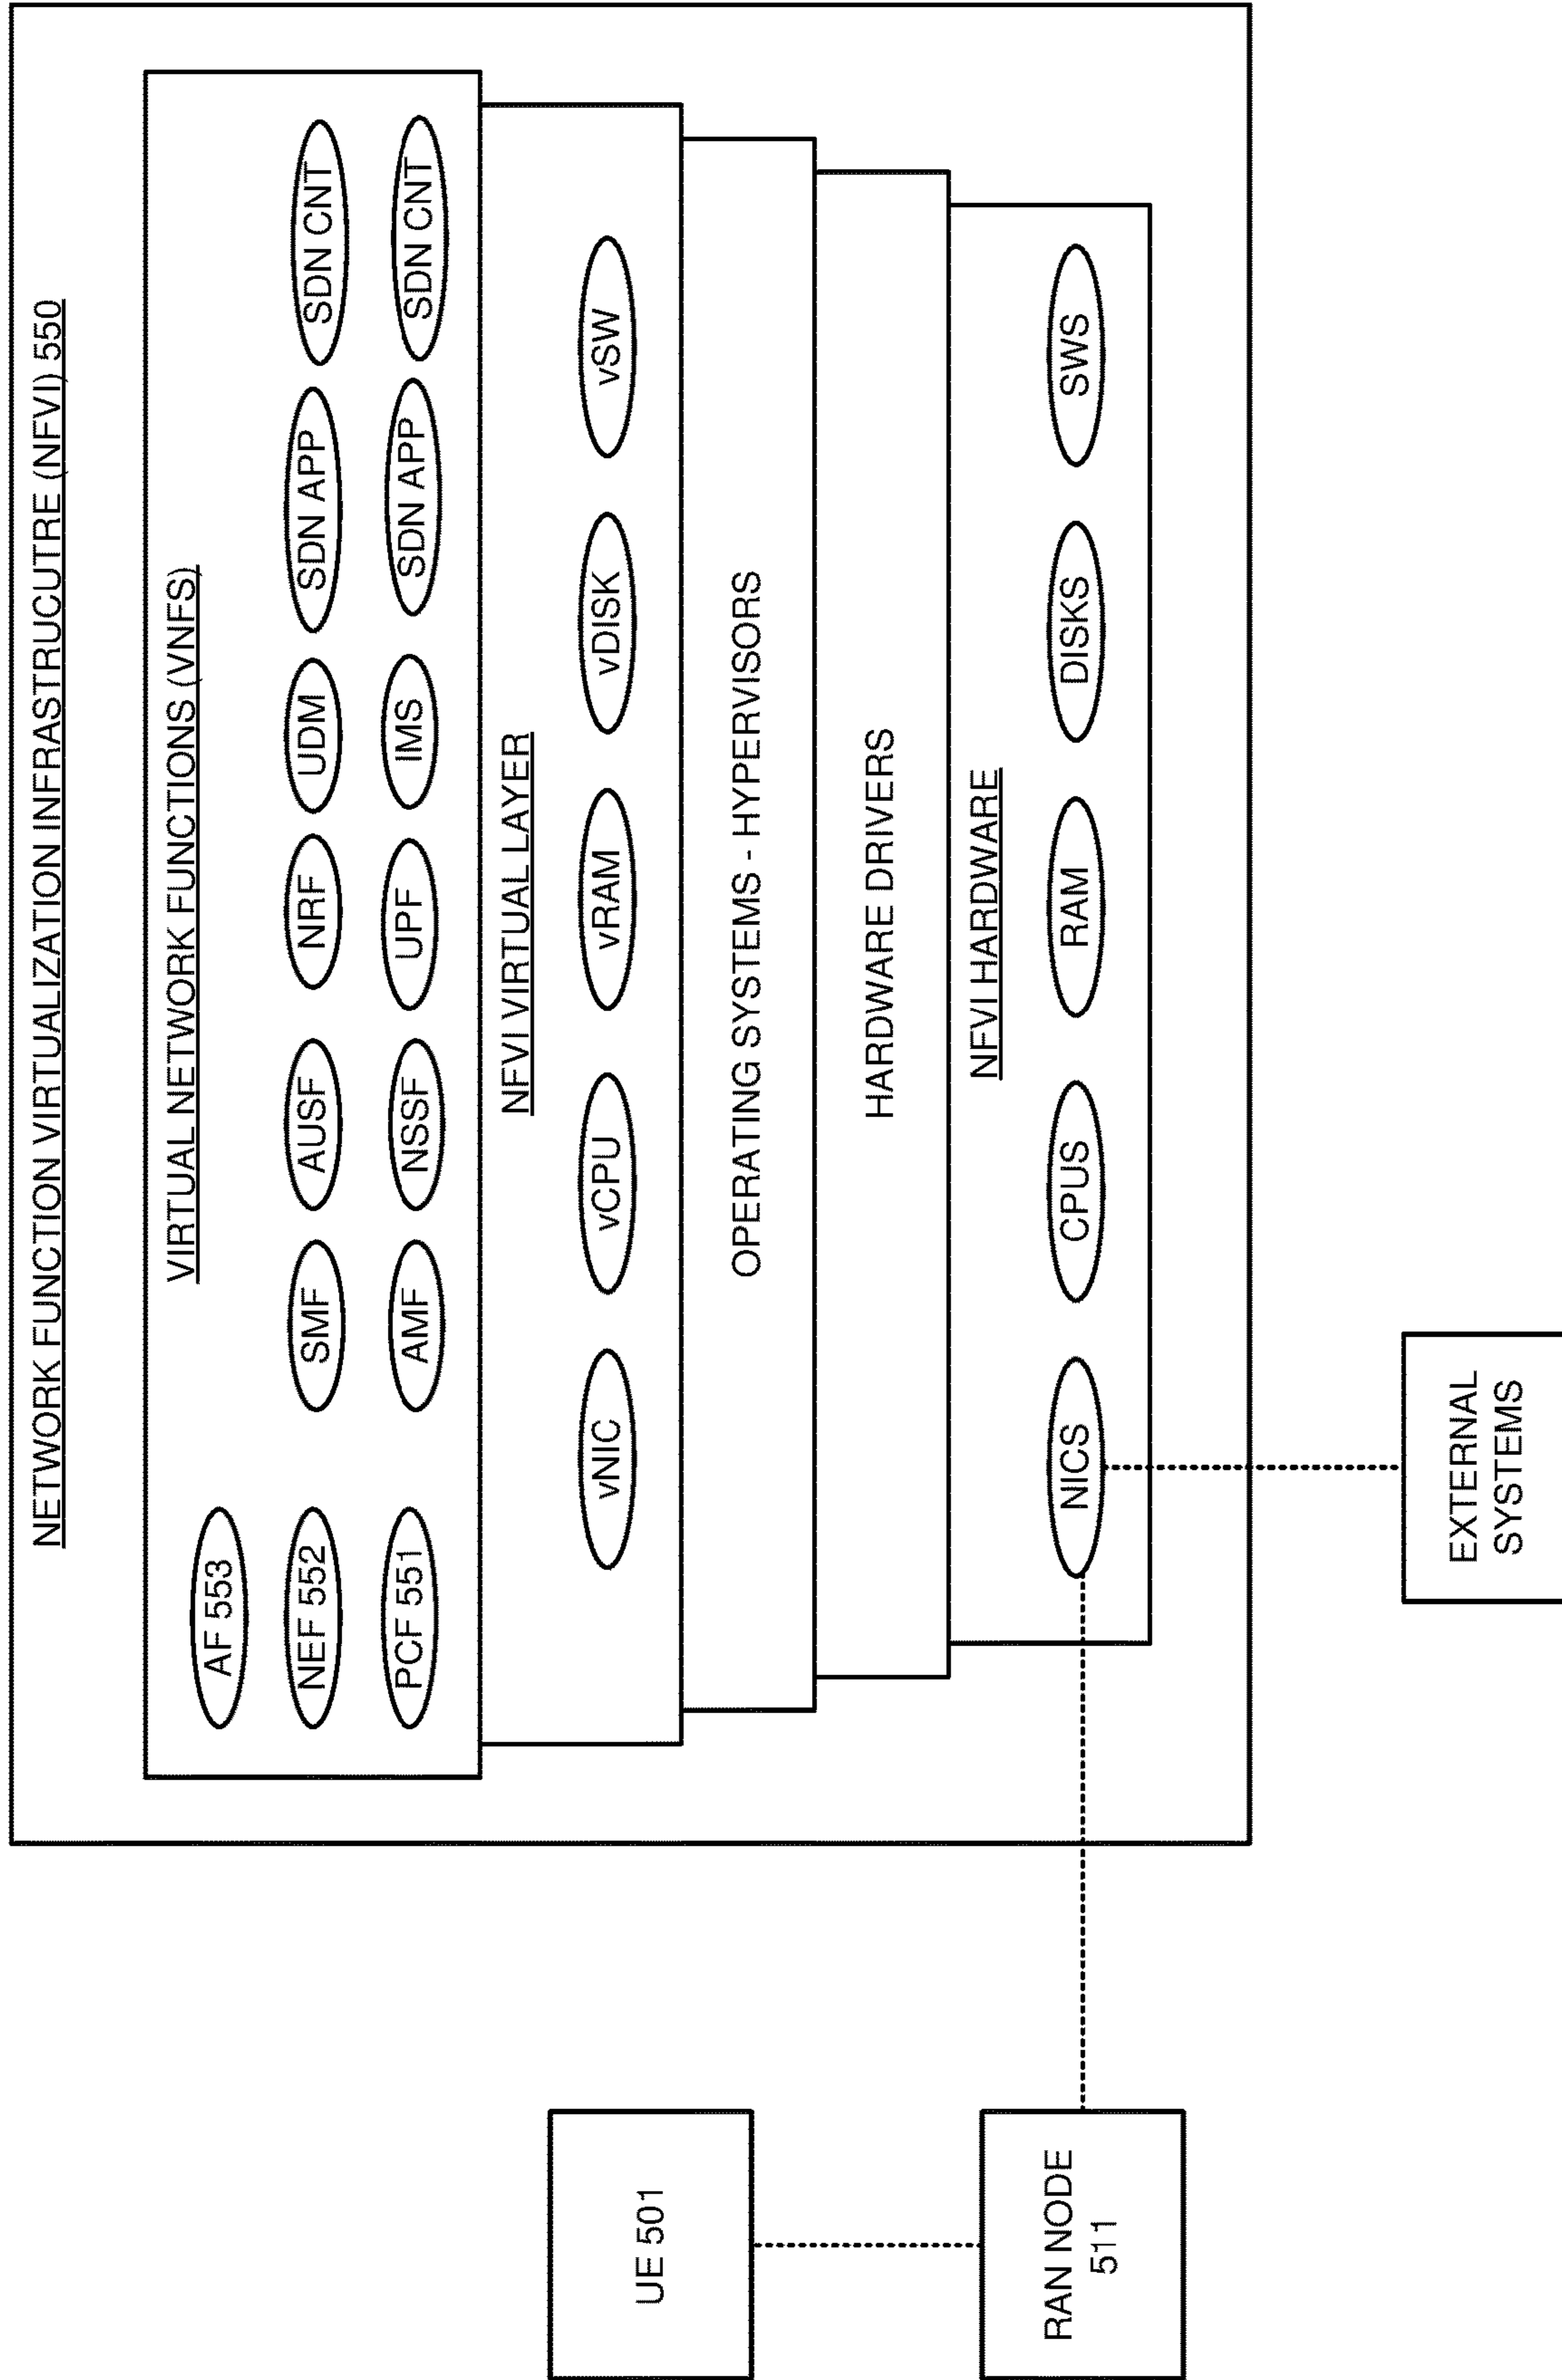 NETWORK FUNCTION VIRTUALIZATION INFRASTRUCUTRE (NFVI) 550
VIRTUAL NETWORK FUNCTIONS (VNFS)
AF 553
NEF 552 SMF AUSF NRF UDM SDN APP SDN CNT
PCF 551 AMF NSSF UPF IMS SDN APP SDN CNT
NFVI VIRTUAL LAYER
vNIC vCPU vRAM vDISK vSW
OPERATING SYSTEMS - HYPERVISORS
HARDWARE DRIVERS
NFVI HARDWARE
NICS CPUS RAM DISKS SWS
UE 501
RAN NODE
511
EXTERNAL
SYSTEMS